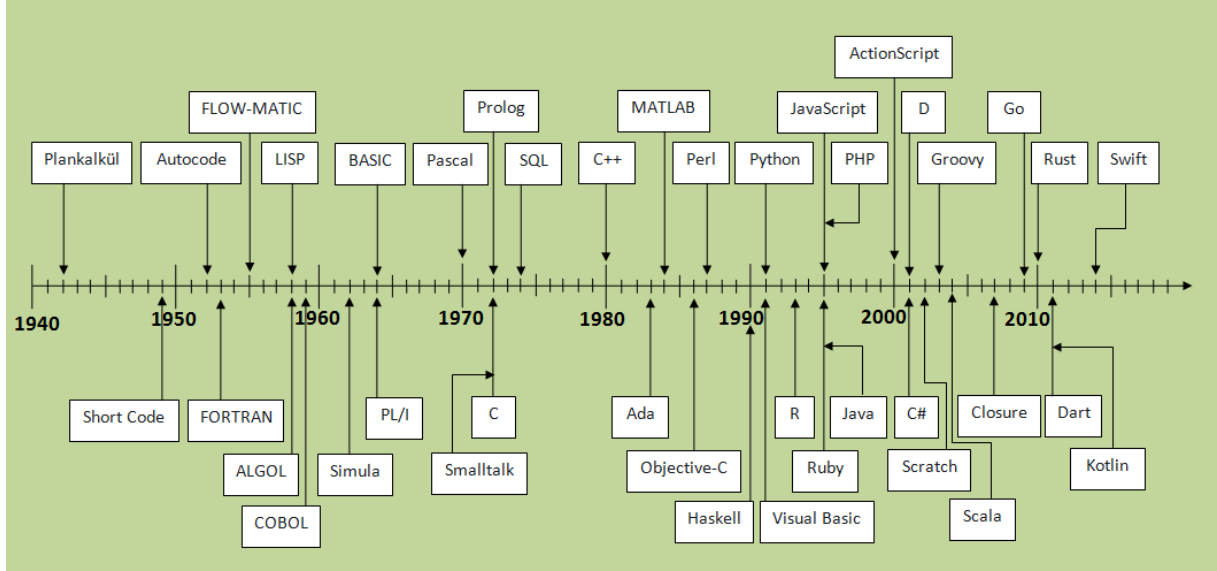 ActionScript
FLOW-MATIC
Prolog
MATLAB
JavaScript
D
Go
Plankalkül
Autocode
LISP
BASIC
Pascal
SQL
C++
Perl
Python
PHP
Groovy
Rust
Swift
1940
1950
1960
1970
1980
1990
2000
2010
Short Code
FORTRAN
PL/I
C
Ada
R
Java
C#
Closure
Dart
ALGOL
Simula
Smalltalk
Objective-C
Ruby
Scratch
Kotlin
COBOL
Haskell
Visual Basic
Scala